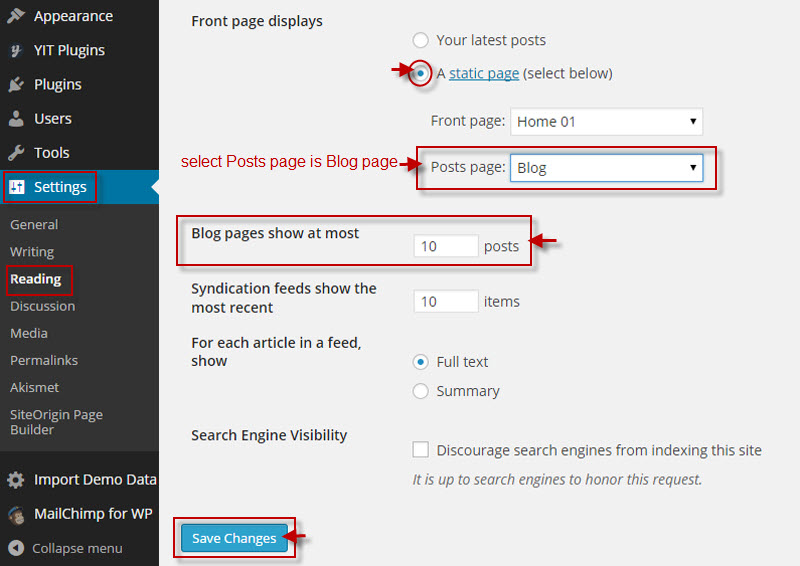 Appearance
YIT Plugins
Plugins
Users
Tools
Settings
General
Writing
Reading
Discussion
Media
Permalinks
Akismet
SiteOrigin Page
Builder
Import Demo Data
MailChimp for WP
Collapse menu
Front page displays
Your latest posts
A static page (select below)
Front page: Home 01
select Posts page is Blog page
Posts page: Blog
Blog pages show at most
10 posts
Syndication feeds show the
most recent
10 items
For each article in a feed,
show
Full text
Summary
Search Engine Visibility
Discourage search engines from indexing this site
It is up to search engines to honor this request.
Save Changes